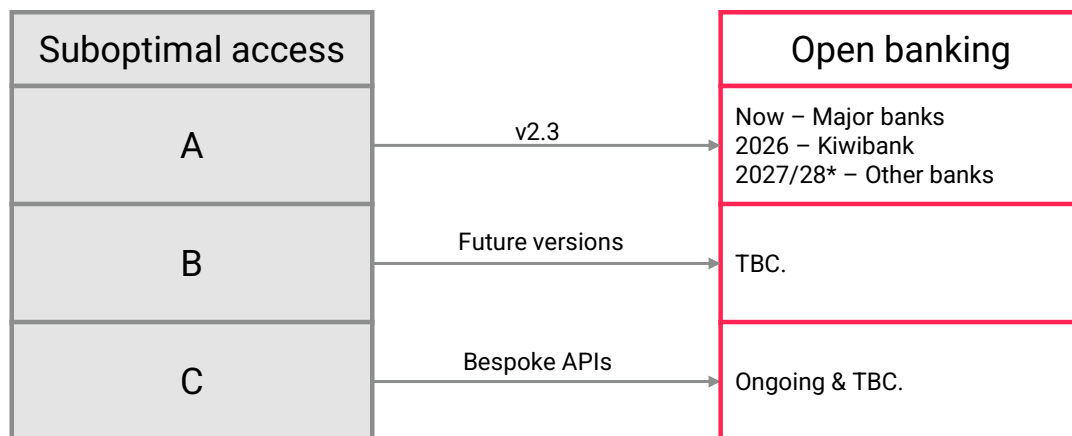 Suboptimal access
Open banking
A
v2.3
Now – Major banks
2026 – Kiwibank
2027/28* – Other banks
B
Future versions
TBC.
C
Bespoke APIs
Ongoing & TBC.